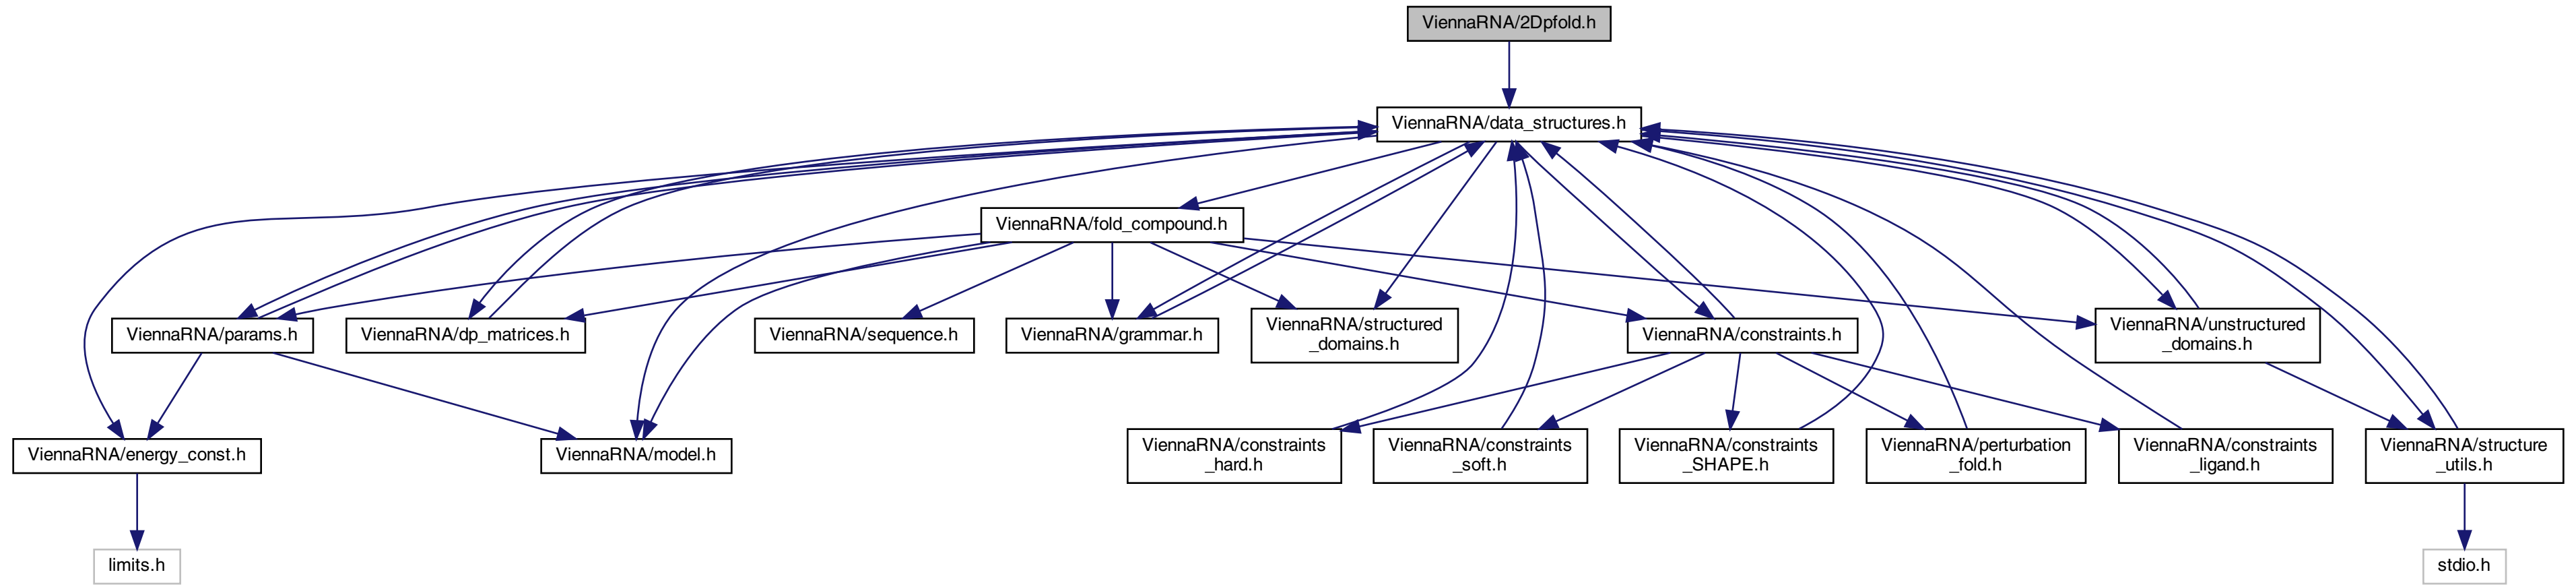 ViennaRNA/2Dpfold.h
ViennaRNA/data_structures.h
ViennaRNA/fold_compound.h
ViennaRNA/params.h
ViennaRNA/dp_matrices.h
ViennaRNA/sequence.h
ViennaRNA/grammar.h
ViennaRNA/structured
_domains.h
ViennaRNA/constraints.h
ViennaRNA/unstructured
_domains.h
ViennaRNA/energy_const.h
ViennaRNA/model.h
ViennaRNA/constraints
_hard.h
ViennaRNA/constraints
_soft.h
ViennaRNA/constraints
_SHAPE.h
ViennaRNA/perturbation
_fold.h
ViennaRNA/constraints
_ligand.h
ViennaRNA/structure
_utils.h
limits.h
stdio.h